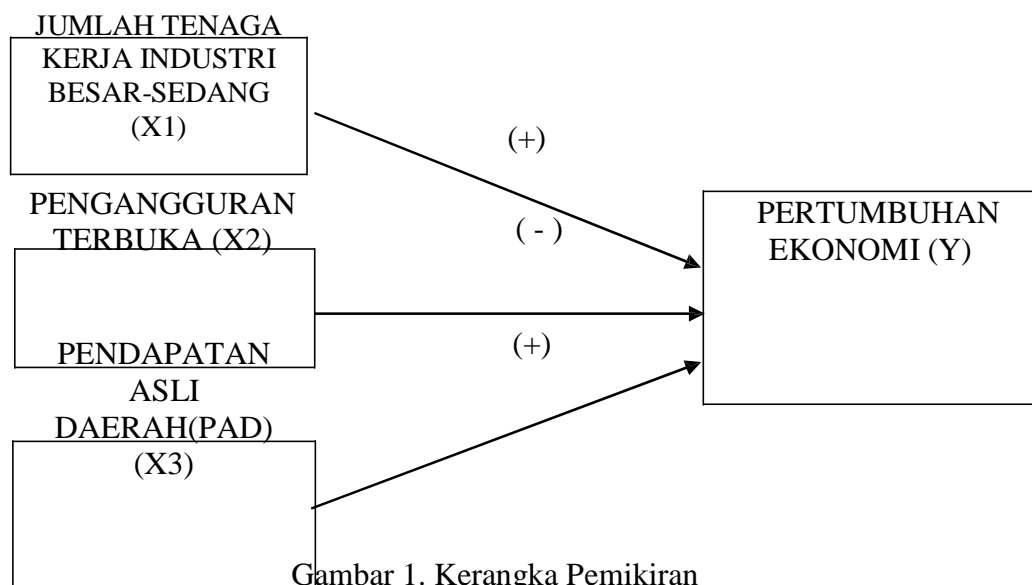 JUMLAH TENAGA
KERJA INDUSTRI
BESAR-SEDANG
(X1)
(+)
PENGANGGURAN
TERBUKA (X2)
( - )
PERTUMBUHAN
EKONOMI (Y)
(+)
PENDAPATAN
ASLI
DAERAH(PAD)
(X3)
Gambar 1. Kerangka Pemikiran